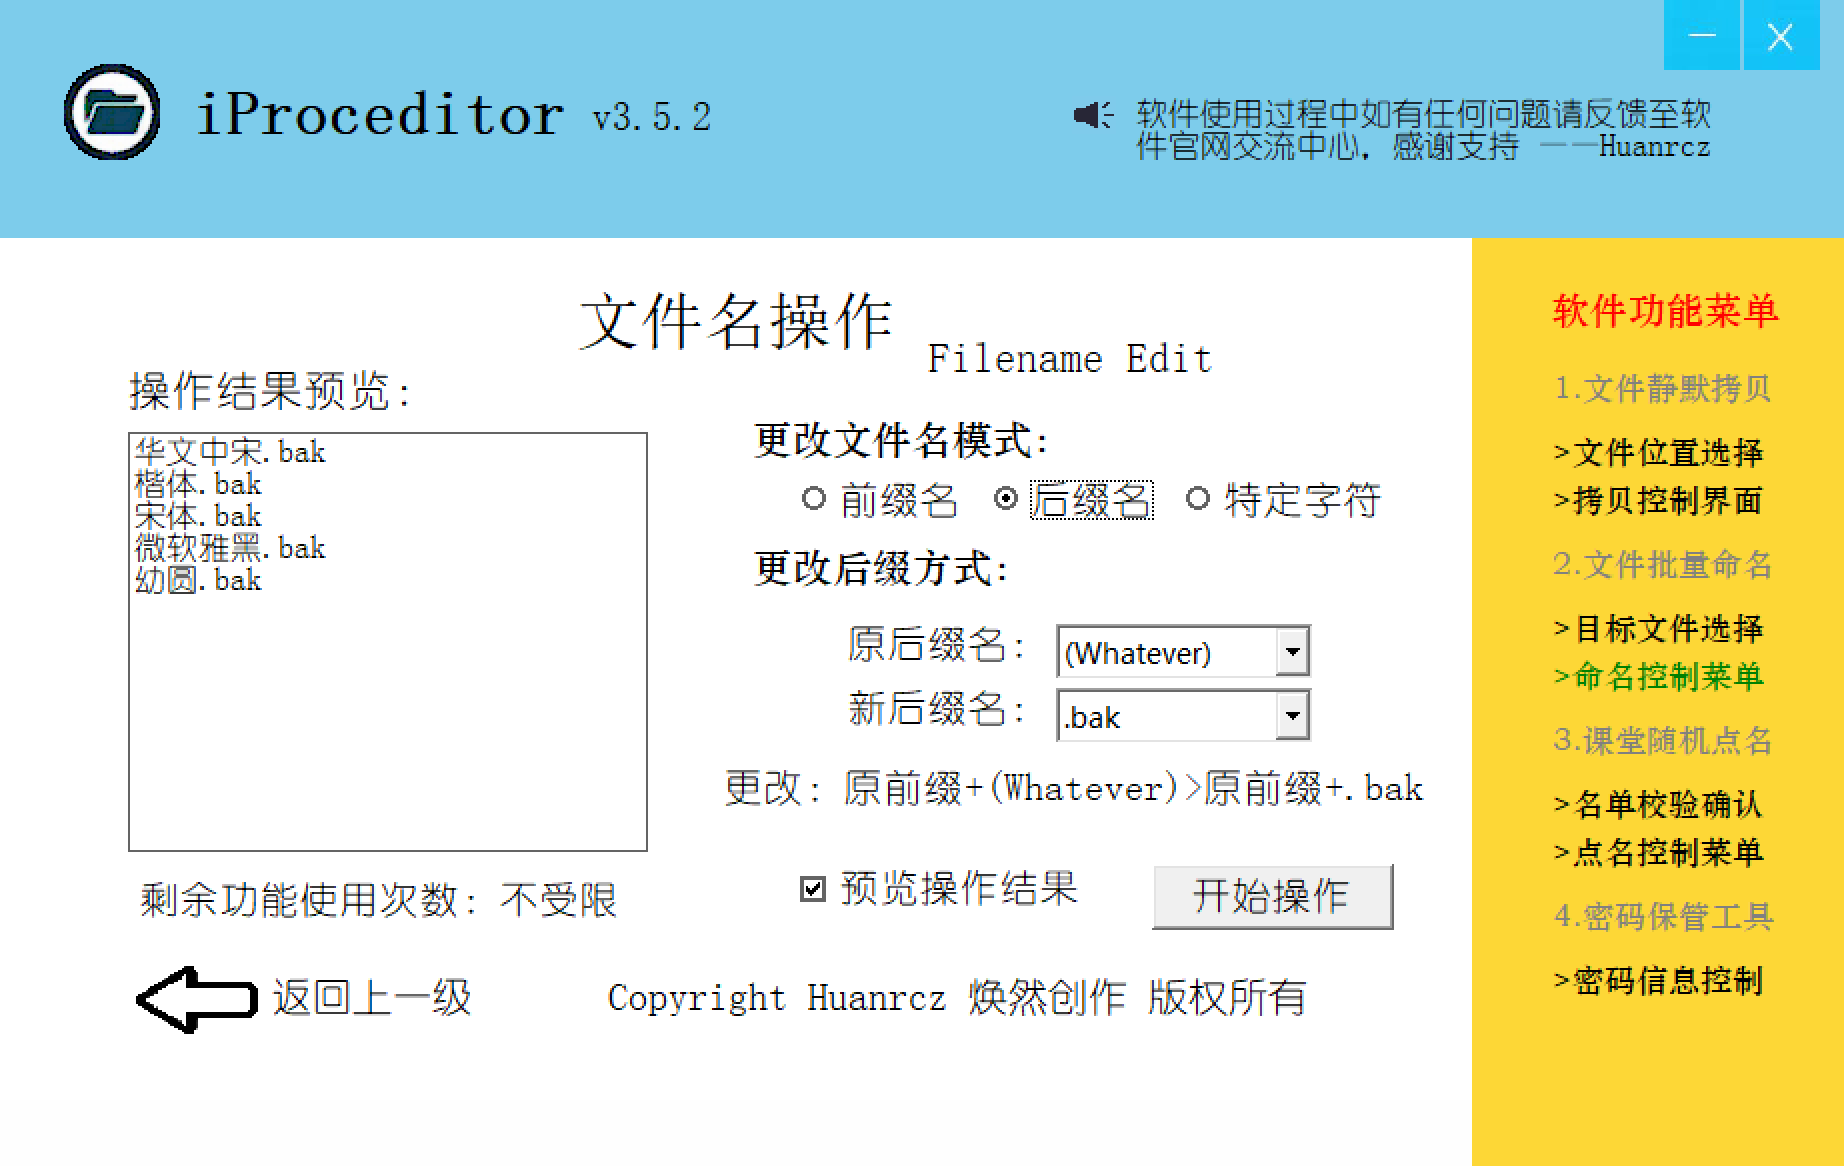 iProceditor v3.5.2
软件使用过程中如有任何问题请反馈至软
件官网交流中心，感谢支持 ——Huanrcz
文件名操作
Filename Edit
操作结果预览：
华文中宋.bak
楷体.bak
宋体.bak
微软雅黑.bak
幼圆.bak
更改文件名模式：
前缀名 后缀名 特定字符
更改后缀方式：
原后缀名： (Whatever)
新后缀名： .bak
更改：原前缀+(Whatever)>原前缀+.bak
剩余功能使用次数：不受限
预览操作结果 开始操作
返回上一级
Copyright Huanrcz 焕然创作 版权所有
软件功能菜单
1.文件静默拷贝
>文件位置选择
>拷贝控制界面
2.文件批量命名
>目标文件选择
>命名控制菜单
3.课堂随机点名
>名单校验确认
>点名控制菜单
4.密码保管工具
>密码信息控制